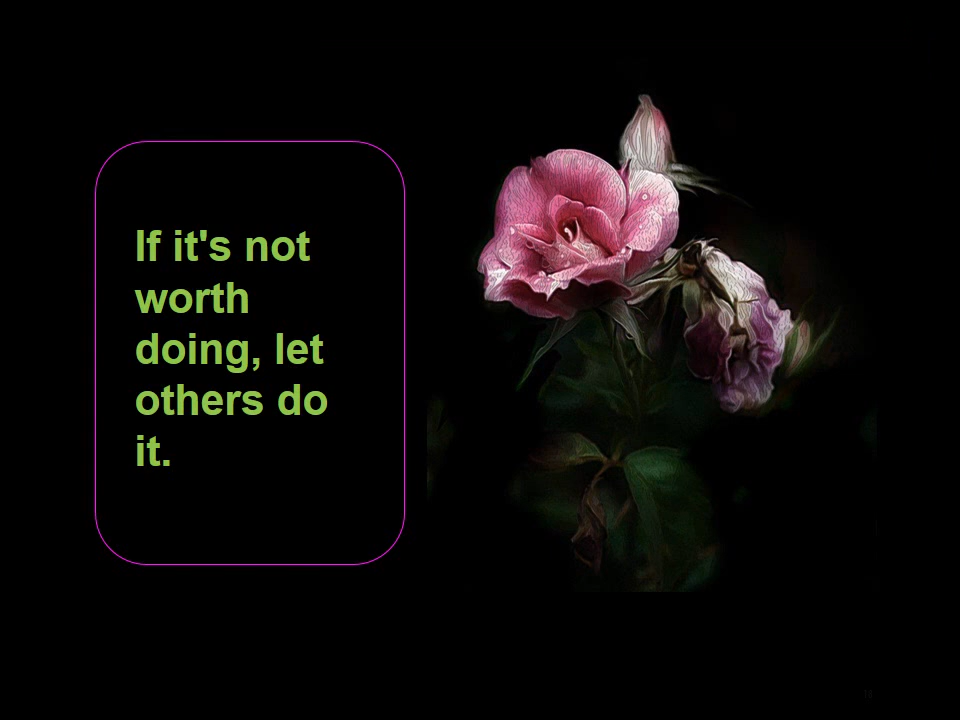 If it's not
worth
doing, let
others do
it.